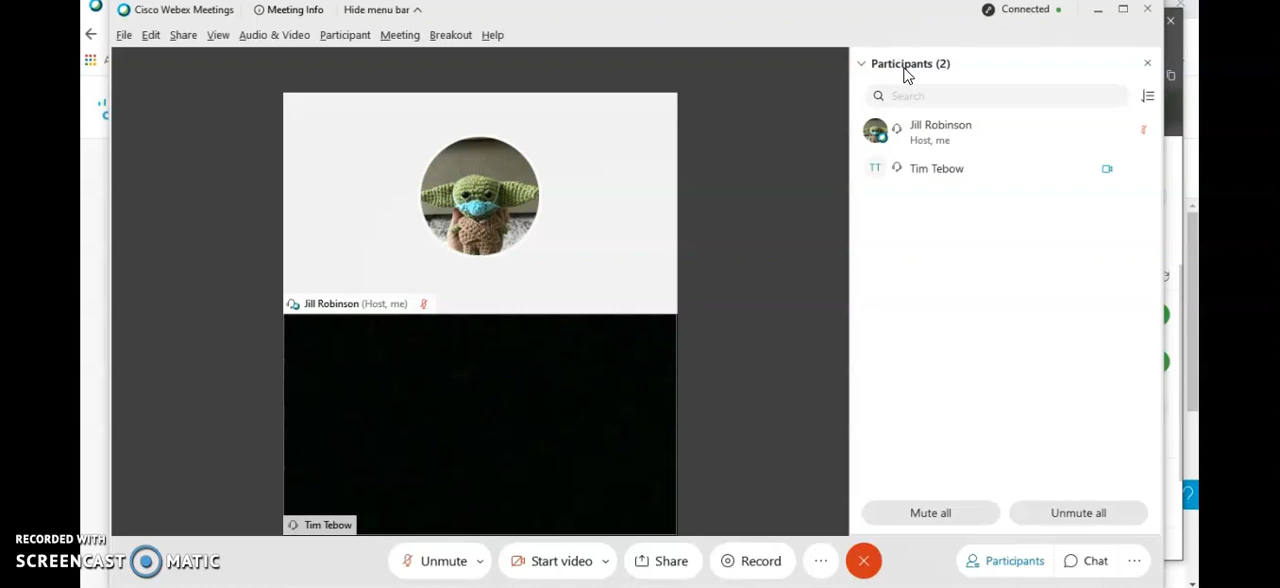 Cisco Webex Meetings
Meeting Info
Hide menu bar
Connected
File Edit Share View Audio & Video Participant Meeting Breakout Help
Participants (2)
Search
Jill Robinson
Host, me
TT Tim Tebow
Jill Robinson (Host, me)
Tim Tebow
Mute all
Unmute all
Unmute
Start video
Share
Record
Participants
Chat
RECORDED WITH
SCREENCAST MATIC